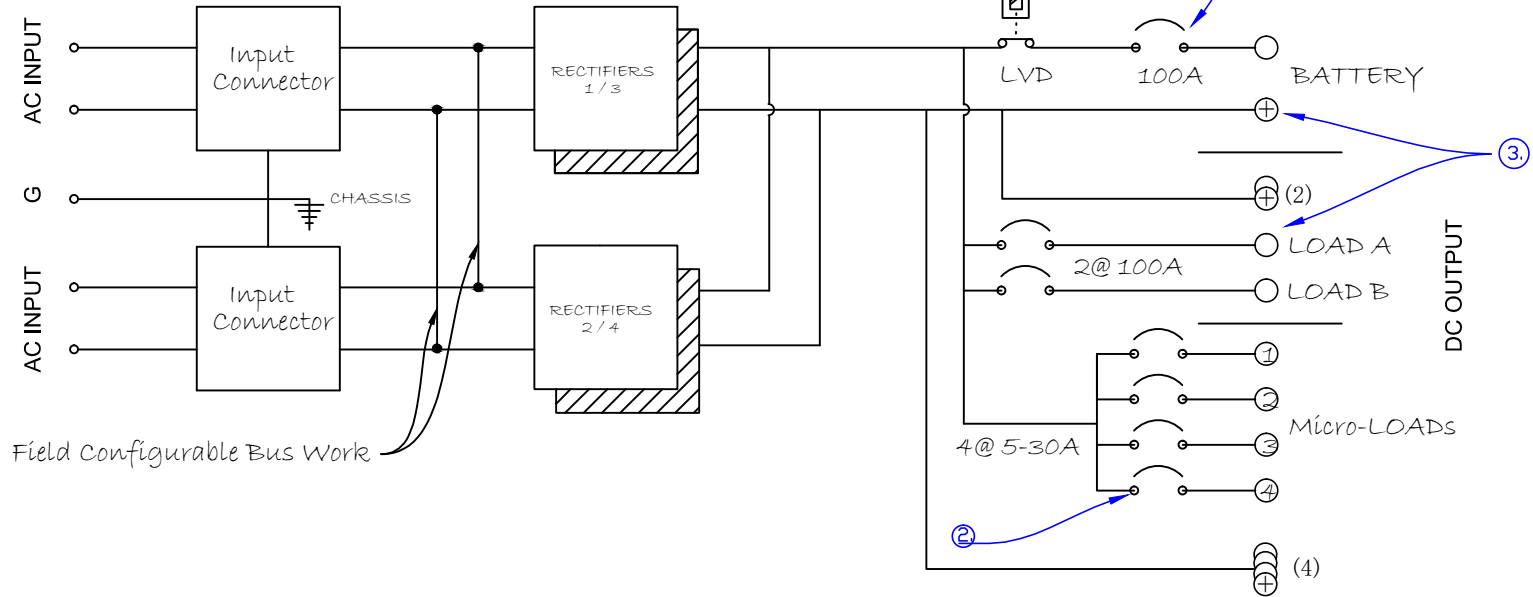 AC INPUT
AC INPUT
G
AC INPUT
Input
Connector
RECTIFIERS
1/3
LVD
100A
BATTERY
+
3.
CHASSIS
+
(2)
Input
Connector
RECTIFIERS
2/4
2@100A
LOAD A
LOAD B
DC OUTPUT
1
2
3
4
Micro-LOADs
4@5-30A
Field Configurable Bus Work
2.
+
(4)